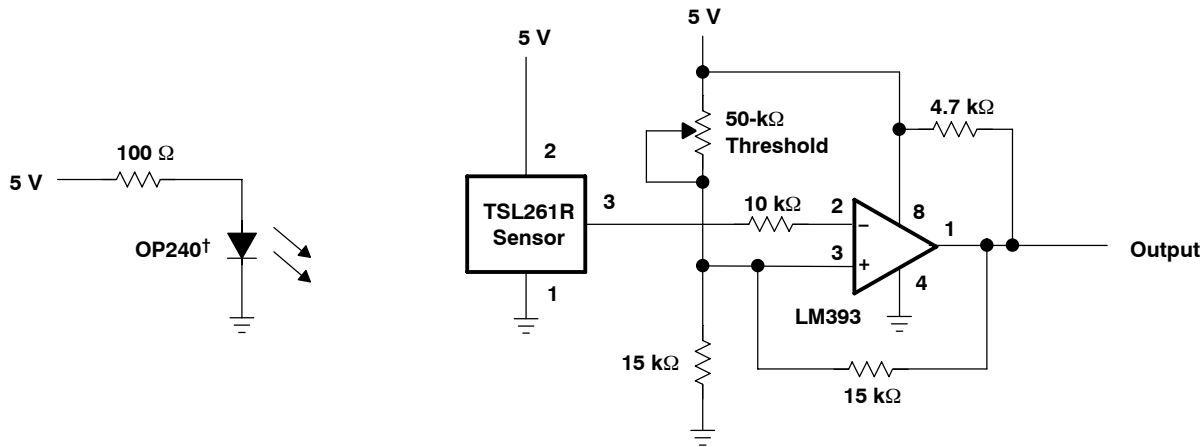 5 V
100 Ω
OP240†
5 V
2
TSL261R
Sensor
3
1
5 V
50-kΩ
Threshold
4.7 kΩ
10 kΩ
2
8
−
3
+
1
4
LM393
Output
15 kΩ
15 kΩ